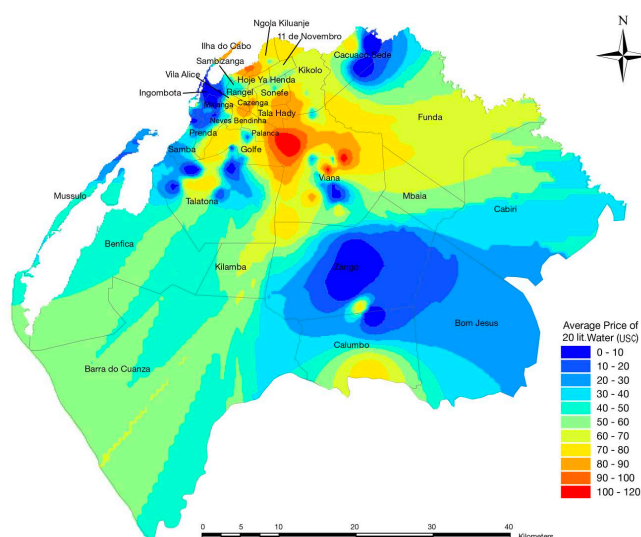 Ngola Kiluanje
N
11 de Novembro
Ilha do Cabo
Cacuaco Sede
Sambizanga
Kikolo
Vila Alice
Hoje Ya Henda
Ingombota
Rangel
Sonefe
Maianga
Cazenga
Tala Hady
Funda
Neves Bendinha
Prenda
Palanca
Samba
Golfe
Viana
Mussulo
Talatona
Mbaia
Cabiri
Benfica
Kilamba
Zango
Bom Jesus
Average Price of
20 lit.Water (US¢)
Calumbo
Barra do Cuanza
0 - 10
10 - 20
20 - 30
30 - 40
40 - 50
50 - 60
60 - 70
70 - 80
80 - 90
90 - 100
100 - 120
0 5 10 20 30 40
Kilometers